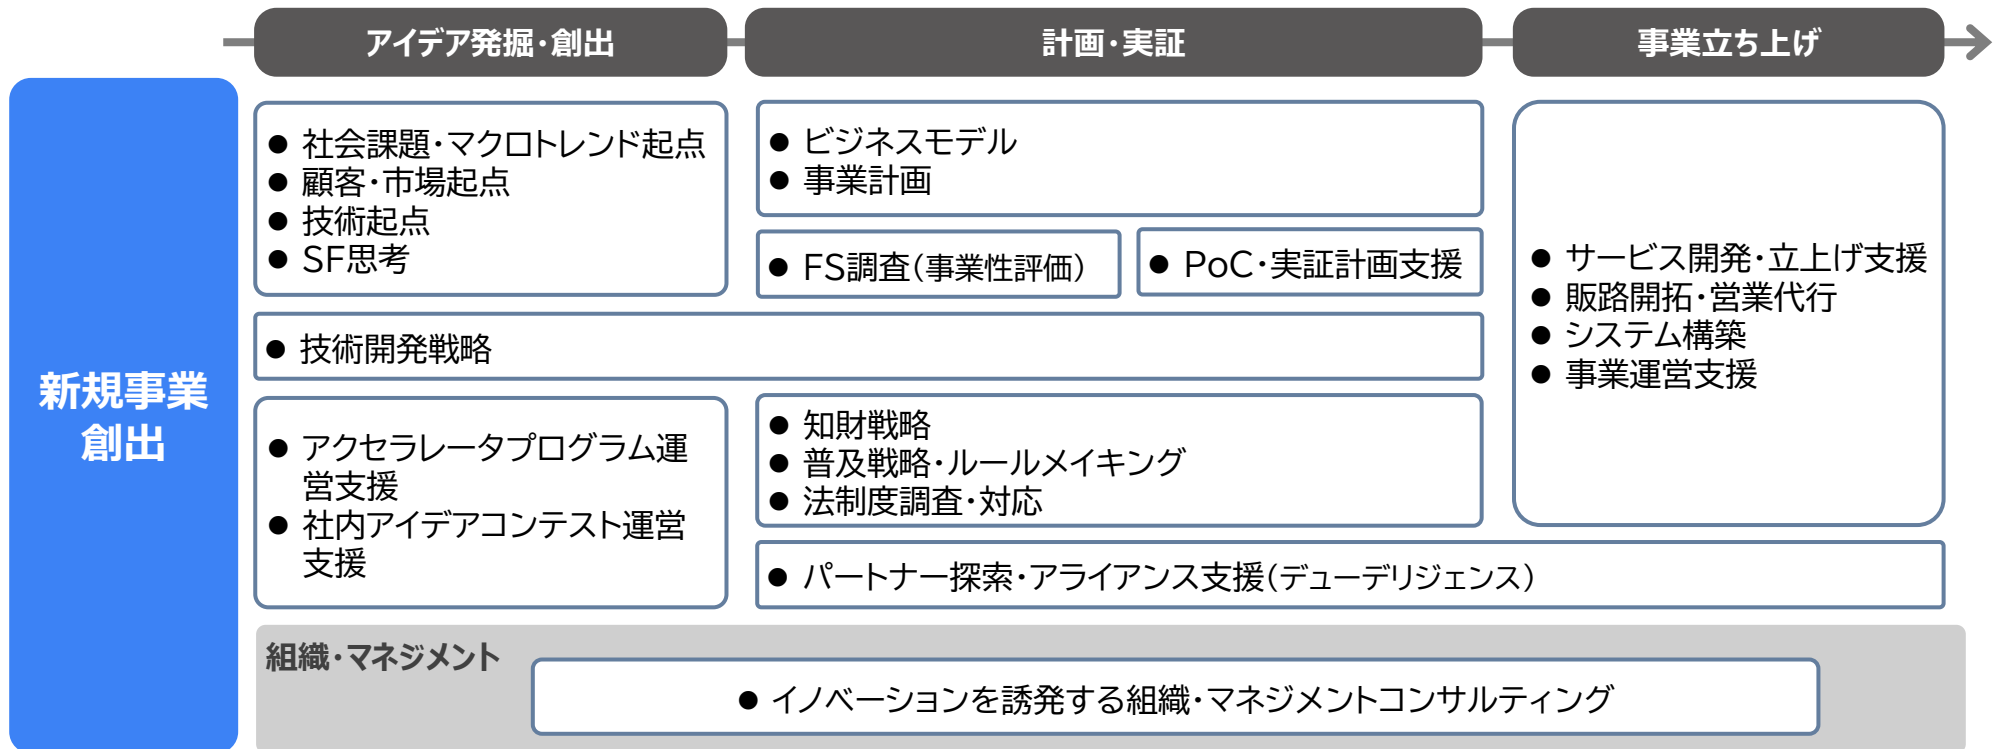 アイデア発掘・創出
計画・実証
事業立ち上げ
新規事業
創出
● 社会課題・マクロトレンド起点
● 顧客・市場起点
● 技術起点
● SF思考
● ビジネスモデル
● 事業計画
● FS調査（事業性評価）
● PoC・実証計画支援
● サービス開発・立上げ支援
● 販路開拓・営業代行
● システム構築
● 事業運営支援
● 技術開発戦略
● アクセラレータプログラム運
営支援
● 社内アイデアコンテスト運営
支援
● 知財戦略
● 普及戦略・ルールメイキング
● 法制度調査・対応
● パートナー探索・アライアンス支援（デューデリジェンス）
組織・マネジメント
● イノベーションを誘発する組織・マネジメントコンサルティング